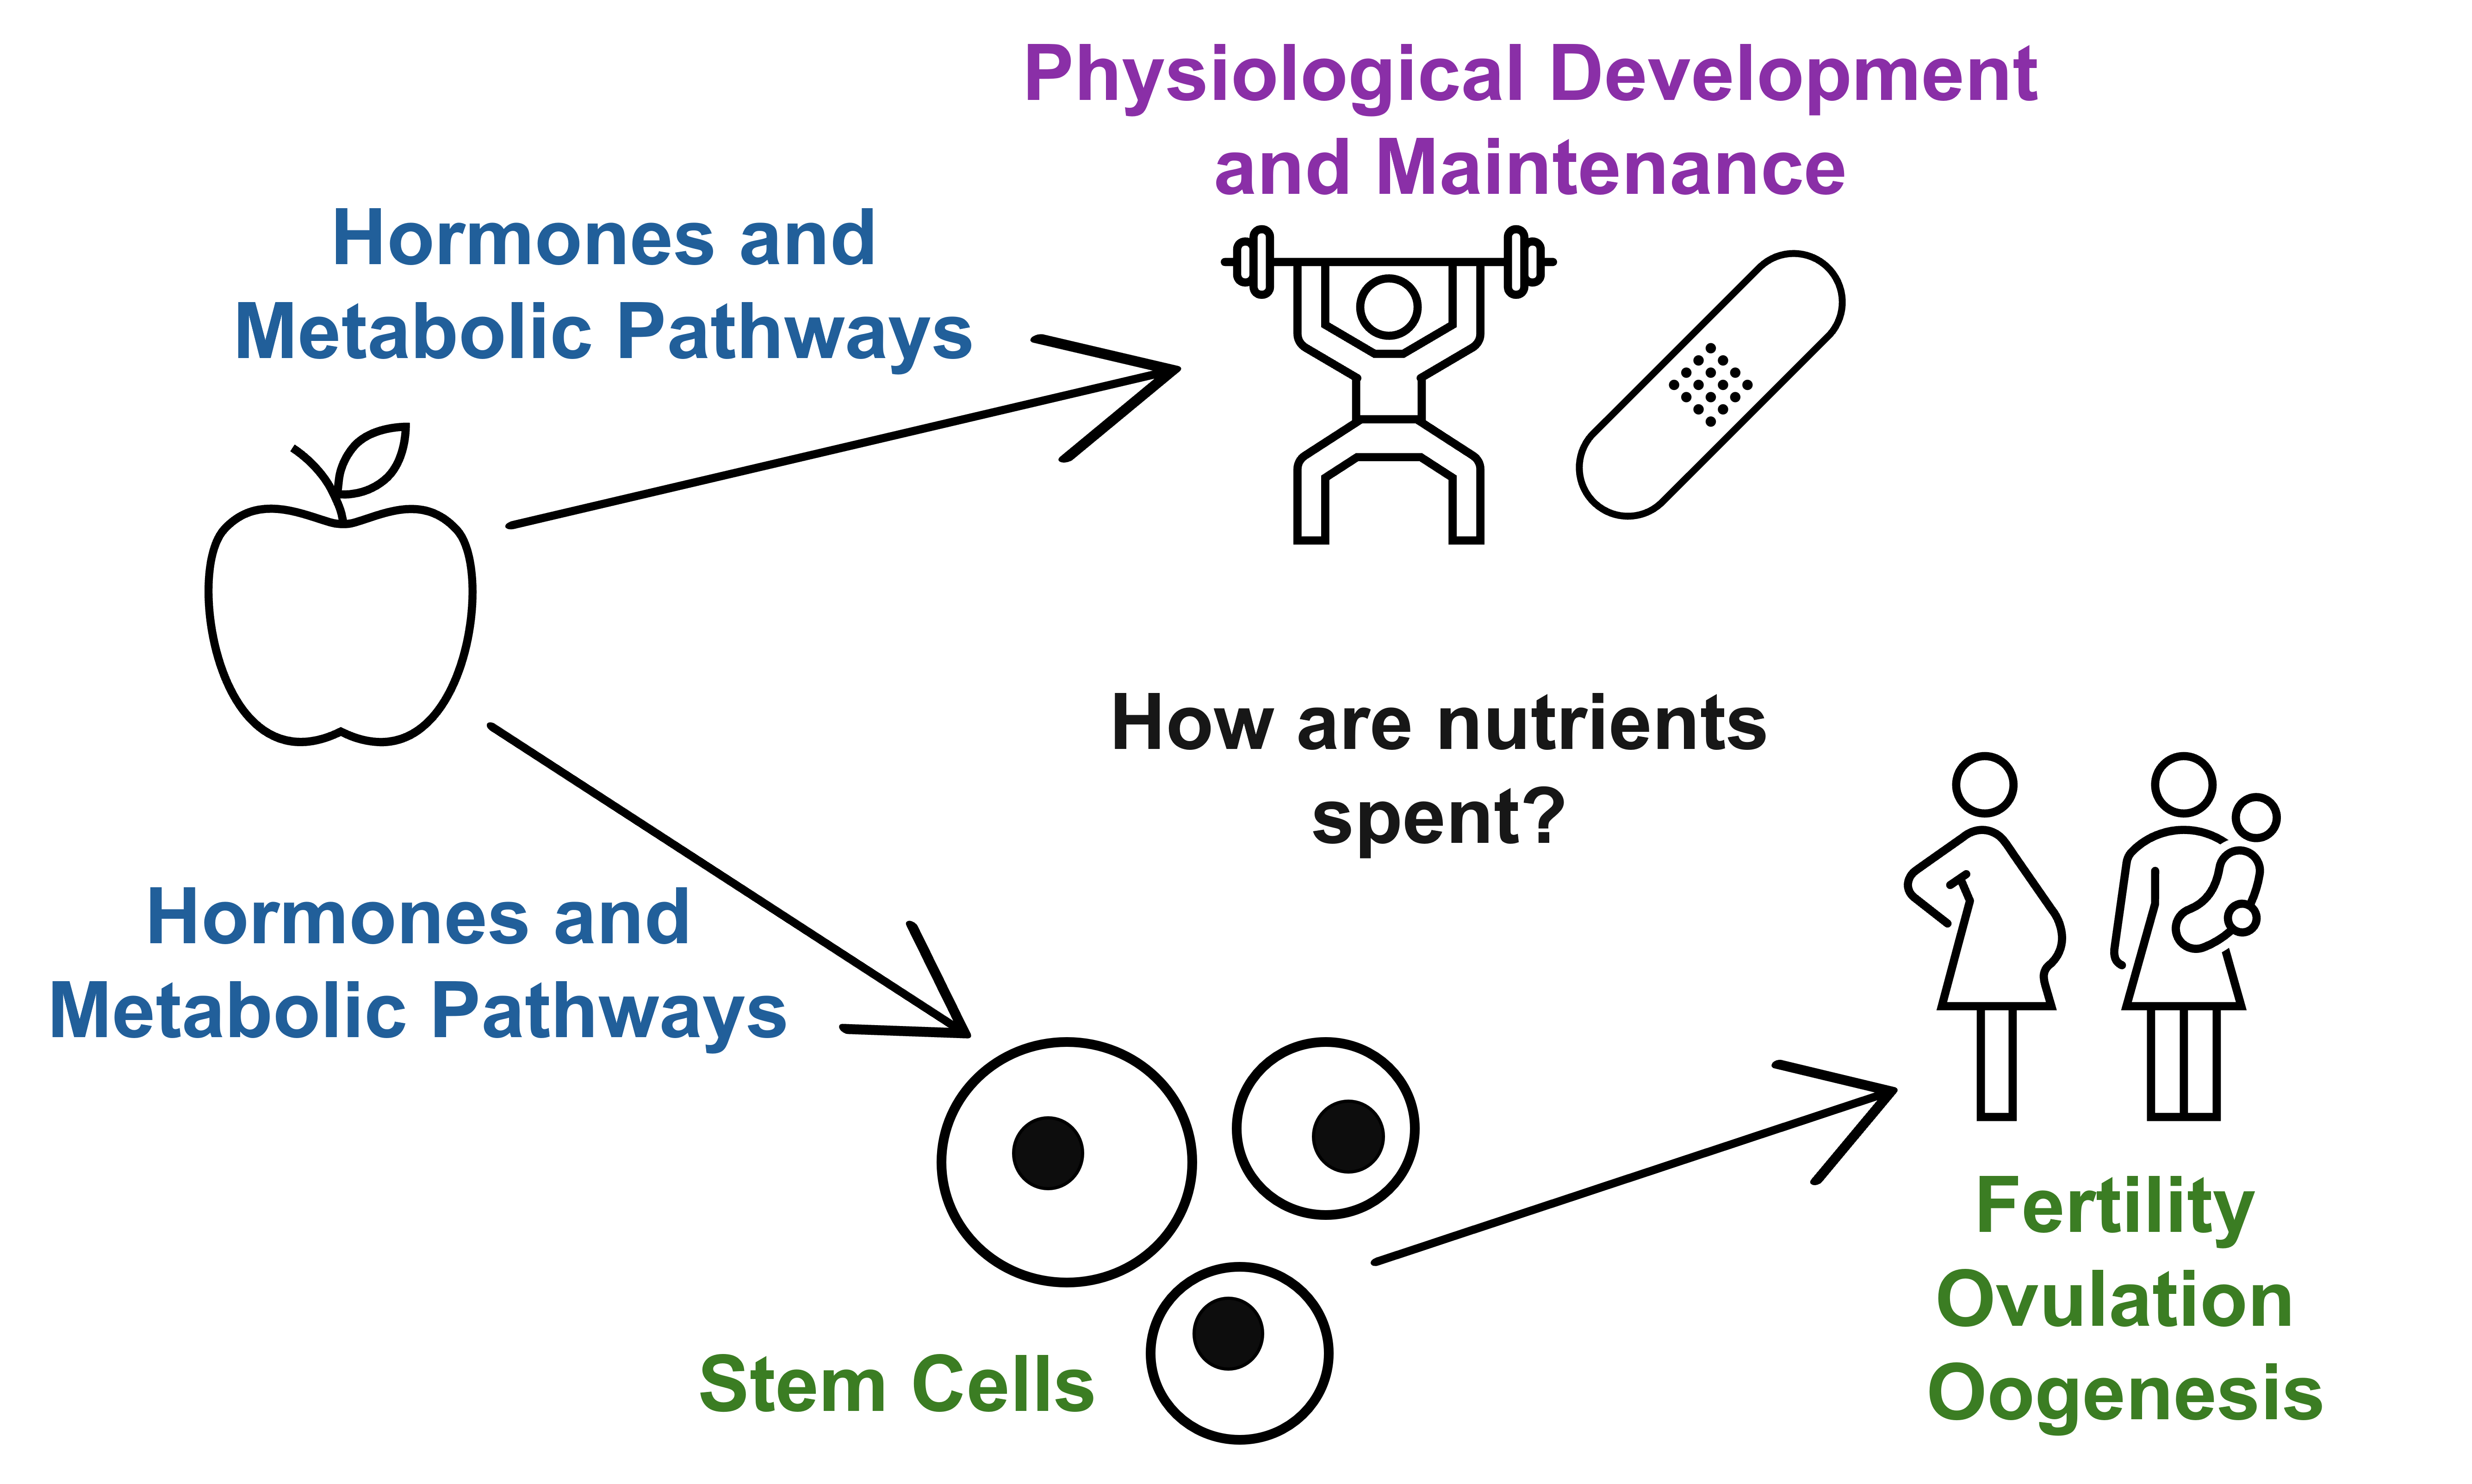 Physiological Development
and Maintenance
Hormones and
Metabolic Pathways
How are nutrients
spent?
Hormones and
Metabolic Pathways
Stem Cells
Fertility
Ovulation
Oogenesis